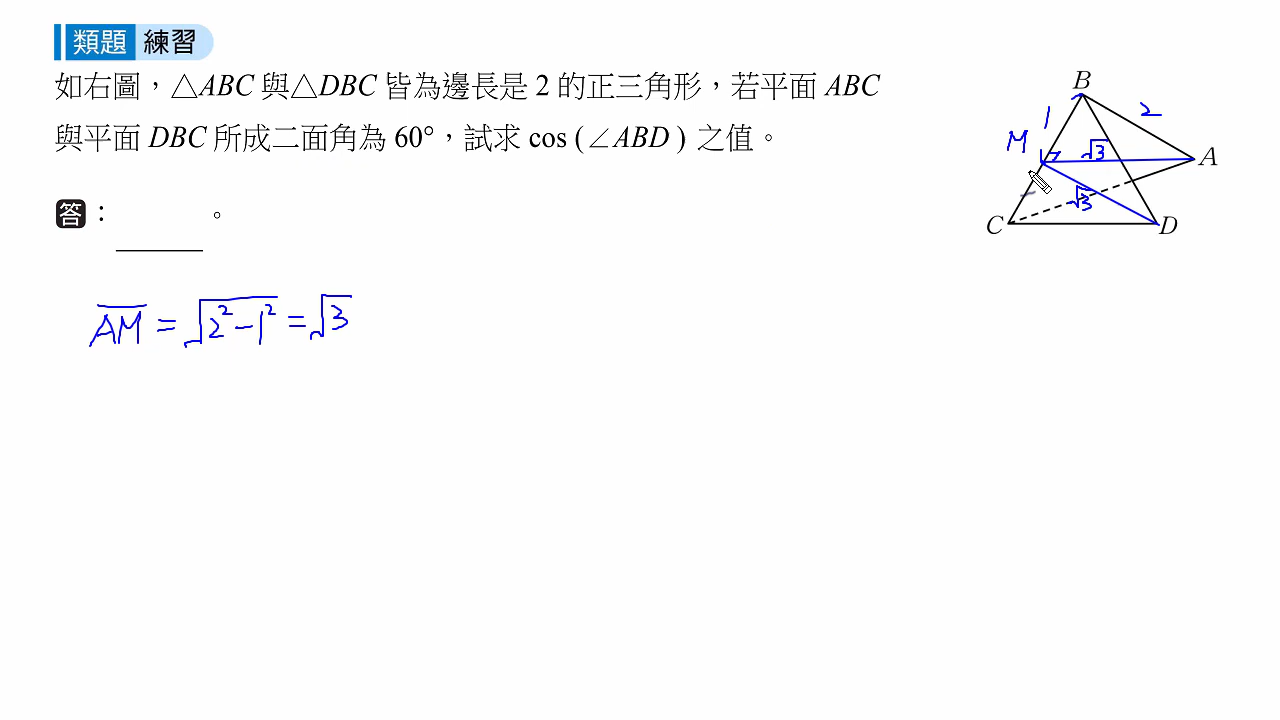 類題 練習
如右圖，△ABC 與△DBC 皆為邊長是 2 的正三角形，若平面 ABC
與平面 DBC 所成二面角為 60°，試求 cos (∠ABD ) 之值。
答：＿＿＿。
B
1
2
M
√3
A
√3
C
D
AM = √(2²-1²) = √3